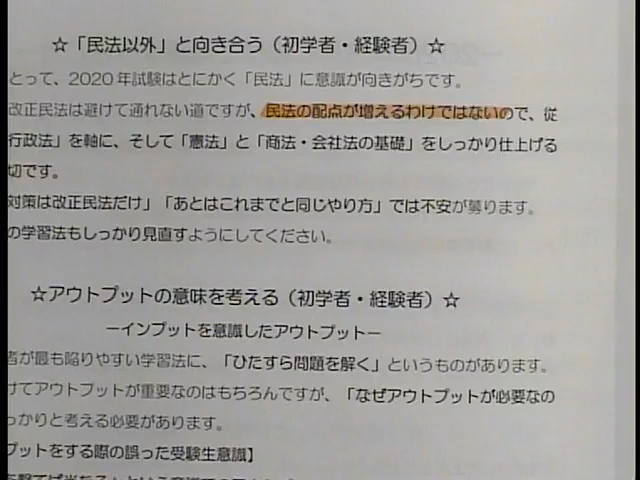 ☆「民法以外」と向き合う（初学者・経験者）☆
とって、2020年試験はとにかく「民法」に意識が向きがちです。
改正民法は避けて通れない道ですが、民法の配点が増えるわけではないので、従
行政法」を軸に、そして「憲法」と「商法・会社法の基礎」をしっかり仕上げる
切です。
対策は改正民法だけ」「あとはこれまでと同じやり方」では不安が募ります。
の学習法もしっかり見直すようにしてください。
☆アウトプットの意味を考える（初学者・経験者）☆
ーインプットを意識したアウトプットー
者が最も陥りやすい学習法に、「ひたすら問題を解く」というものがあります。
けてアウトプットが重要なのはもちろんですが、「なぜアウトプットが必要なの
っかりと考える必要があります。
プットをする際の誤った受験生意識】